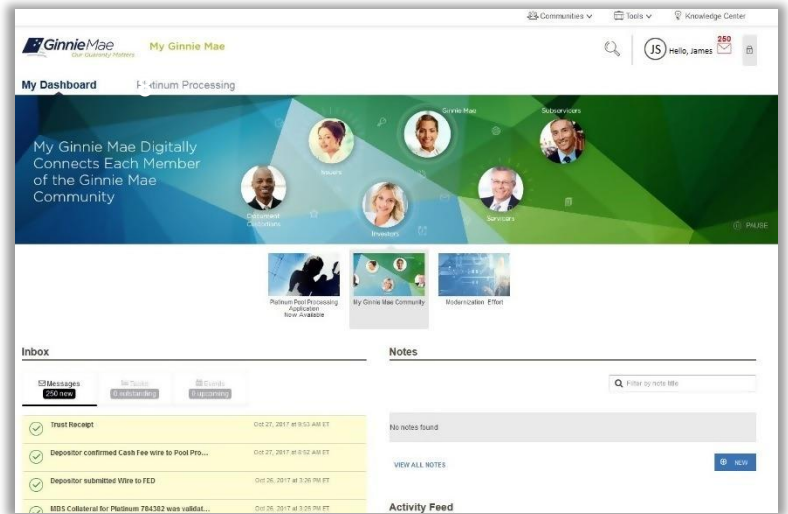 Communities
Tools
Knowledge Center
GinnieMae
Our Guaranty Matters
My Ginnie Mae
JS
Hello, James
250
My Dashboard
Platinum Processing
My Ginnie Mae Digitally
Connects Each Member
of the Ginnie Mae
Community
Ginnie Mae
Subservicers
Issuers
Document
Custodians
Investors
Servicers
PAUSE
Platinum Pool Processing
Application
Now Available
My Ginnie Mae Community
Modernization Effort
Inbox
Messages
250 new
Tasks
0 outstanding
Events
0 upcoming
Trust Receipt
Oct 27, 2017 at 8:53 AM ET
Depositor confirmed Cash Fee wire to Pool Pro...
Oct 27, 2017 at 8:52 AM ET
Depositor submitted Wire to FED
Oct 26, 2017 at 3:26 PM ET
MBS Collateral for Platinum 784382 was validat...
Oct 26, 2017 at 3:26 PM ET
Notes
Filter by note title
No notes found
VIEW ALL NOTES
NEW
Activity Feed